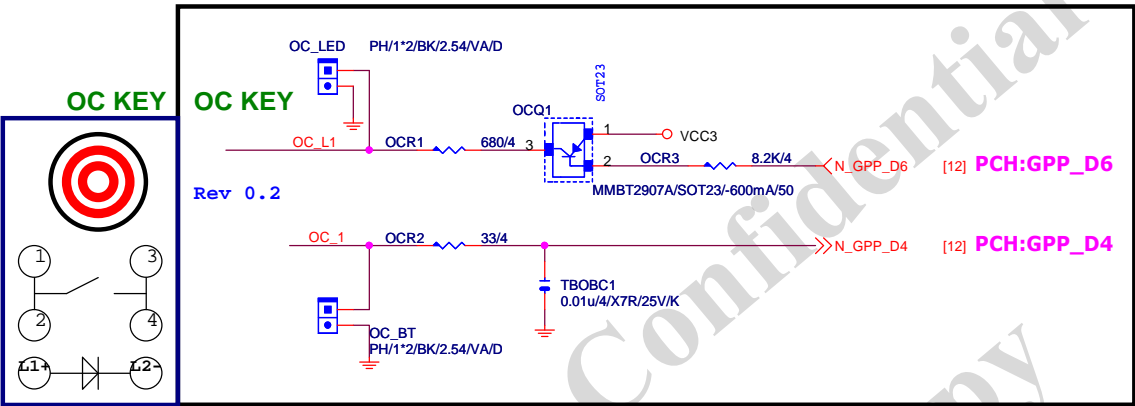 OC_LED PH/1*2/BK/2.54/VA/D
SOT23
OC KEY
OC KEY
OCQ1
OC_L1 OCR1 680/4 3 1 VCC3
2 OCR3 8.2K/4 N_GPP_D6 [12] PCH:GPP_D6
MMBT2907A/SOT23/-600mA/50
Rev 0.2
OC_1 OCR2 33/4 N_GPP_D4 [12] PCH:GPP_D4
1 3
2 4
L1+ L2-
TBOBC1
0.01u/4/X7R/25V/K
OC_BT
PH/1*2/BK/2.54/VA/D
Confidential
py